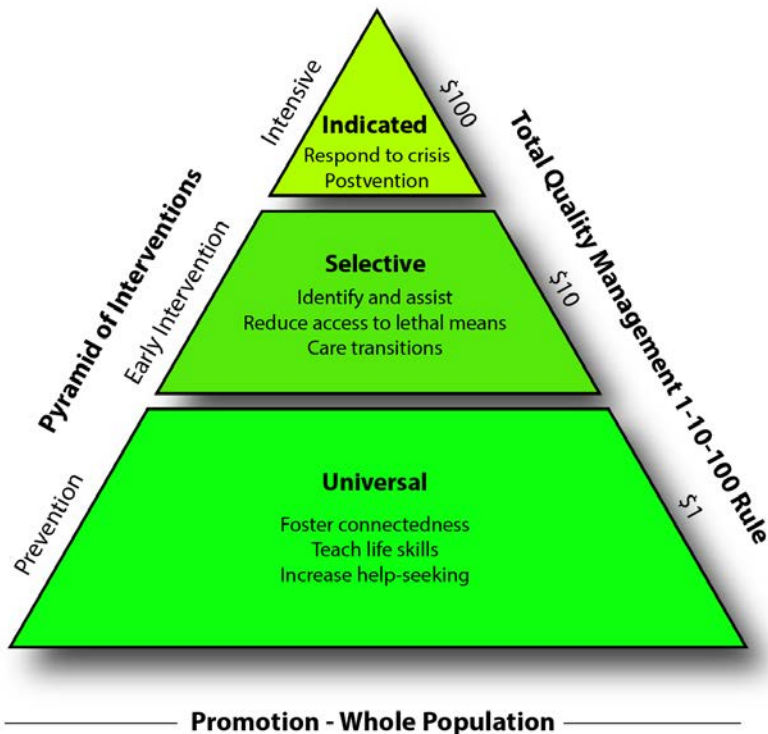 Intensive
$100
Indicated
Respond to crisis
Postvention
Pyramid of Interventions
Total Quality Management 1-10-100 Rule
Early Intervention
$10
Selective
Identify and assist
Reduce access to lethal means
Care transitions
Prevention
$1
Universal
Foster connectedness
Teach life skills
Increase help-seeking
Promotion - Whole Population